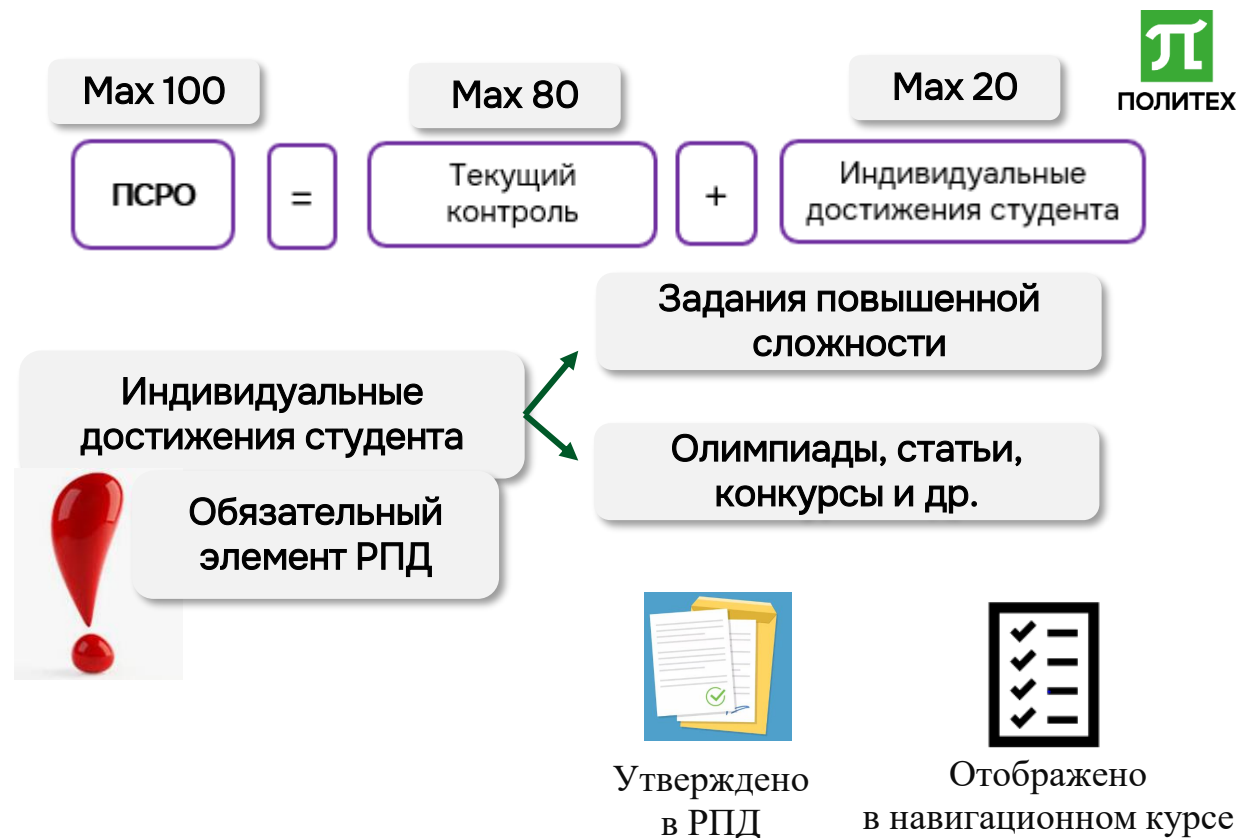 Max 100
Max 80
Max 20
ПОЛИТЕХ
ПСРО
=
Текущий
контроль
+
Индивидуальные
достижения студента
Задания повышенной
сложности
Индивидуальные
достижения студента
Олимпиады, статьи,
конкурсы и др.
Обязательный
элемент РПД
Утверждено
в РПД
Отображено
в навигационном курсе